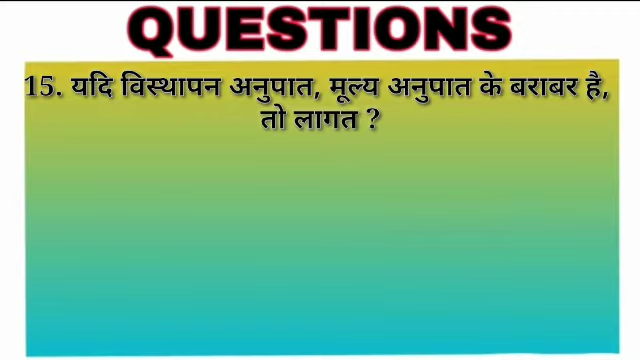 QUESTIONS
15. यदि विस्थापन अनुपात, मूल्य अनुपात के बराबर है,
तो लागत ?